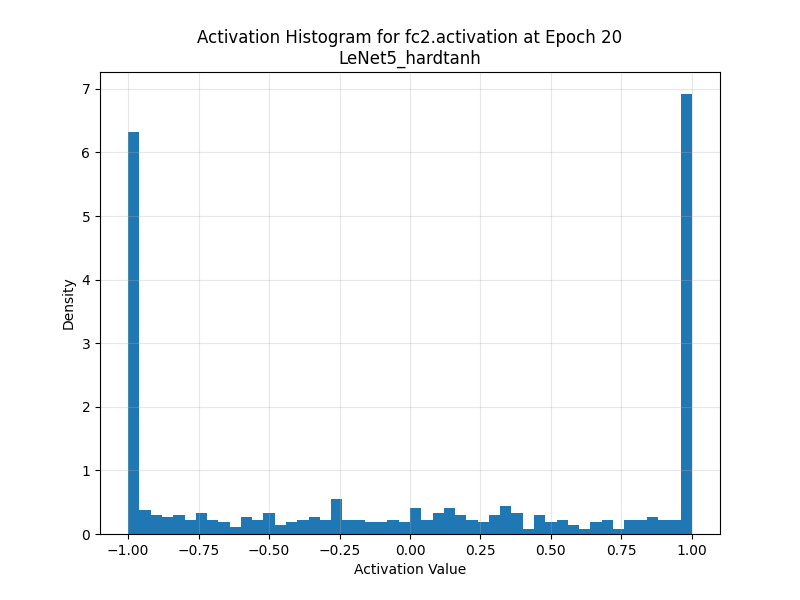 Activation Histogram for fc2.activation at Epoch 20
LeNet5_hardtanh
7
6
5
4
3
2
1
0
Density
−1.00 −0.75 −0.50 −0.25 0.00 0.25 0.50 0.75 1.00
Activation Value